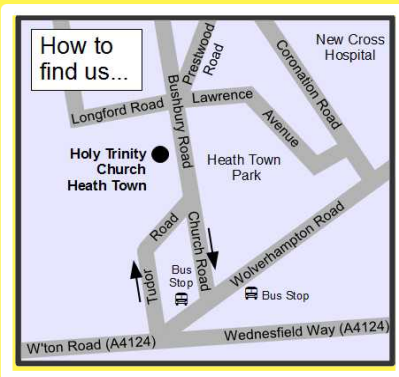 How to
find us...
Prestwood
Road
New Cross
Hospital
Coronation Road
Bushbury Road
Longford Road
Lawrence
Avenue
Holy Trinity
Church
Heath Town
Heath Town
Park
Tudor
Road
Church Road
Wolverhampton Road
Bus
Stop
Bus Stop
W'ton Road (A4124)
Wednesfield Way (A4124)